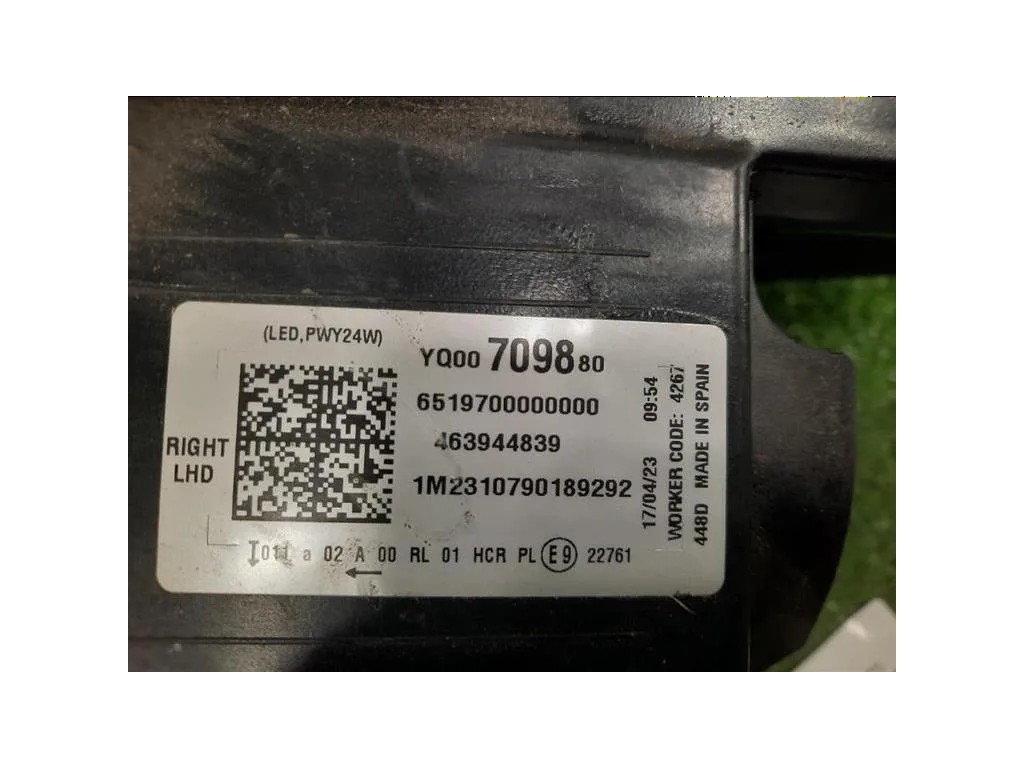 (LED,PWY24W)
YQ00 7098 80
6519700000000
463944839
1M2310790189292
RIGHT
LHD
011 a 02 A 00 RL 01 HCR PL E9 22761
17/04/23 09:54
WORKER CODE: 4267
448D MADE IN SPAIN